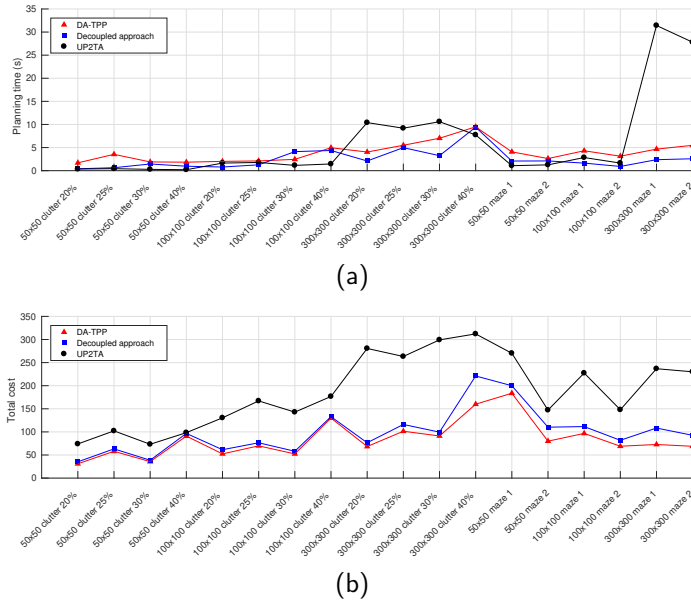 35
30
25
20
15
10
5
0
Planning time (s)
DA-TPP
Decoupled approach
UP2TA
50x50 clutter 20%
50x50 clutter 25%
50x50 clutter 30%
50x50 clutter 40%
100x100 clutter 20%
100x100 clutter 25%
100x100 clutter 30%
100x100 clutter 40%
300x300 clutter 20%
300x300 clutter 25%
300x300 clutter 30%
300x300 clutter 40%
50x50 maze 1
50x50 maze 2
100x100 maze 1
100x100 maze 2
300x300 maze 1
300x300 maze 2
(a)
350
300
250
200
150
100
50
0
Total cost
DA-TPP
Decoupled approach
UP2TA
50x50 clutter 20%
50x50 clutter 25%
50x50 clutter 30%
50x50 clutter 40%
100x100 clutter 20%
100x100 clutter 25%
100x100 clutter 30%
100x100 clutter 40%
300x300 clutter 20%
300x300 clutter 25%
300x300 clutter 30%
300x300 clutter 40%
50x50 maze 1
50x50 maze 2
100x100 maze 1
100x100 maze 2
300x300 maze 1
300x300 maze 2
(b)